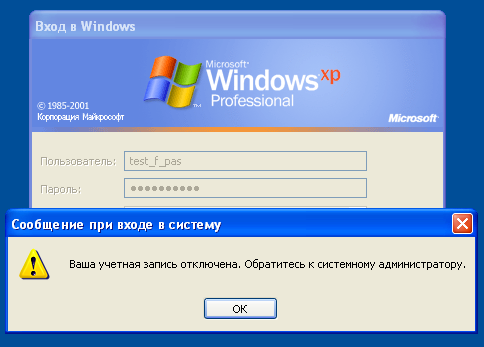 Вход в Windows
Microsoft®
Windows xp
Professional
© 1985-2001
Корпорация Майкрософт
Microsoft
Пользователь: test_f_pas
Пароль: ●●●●●●●●●●
Сообщение при входе в систему
Ваша учетная запись отключена. Обратитесь к системному администратору.
OK